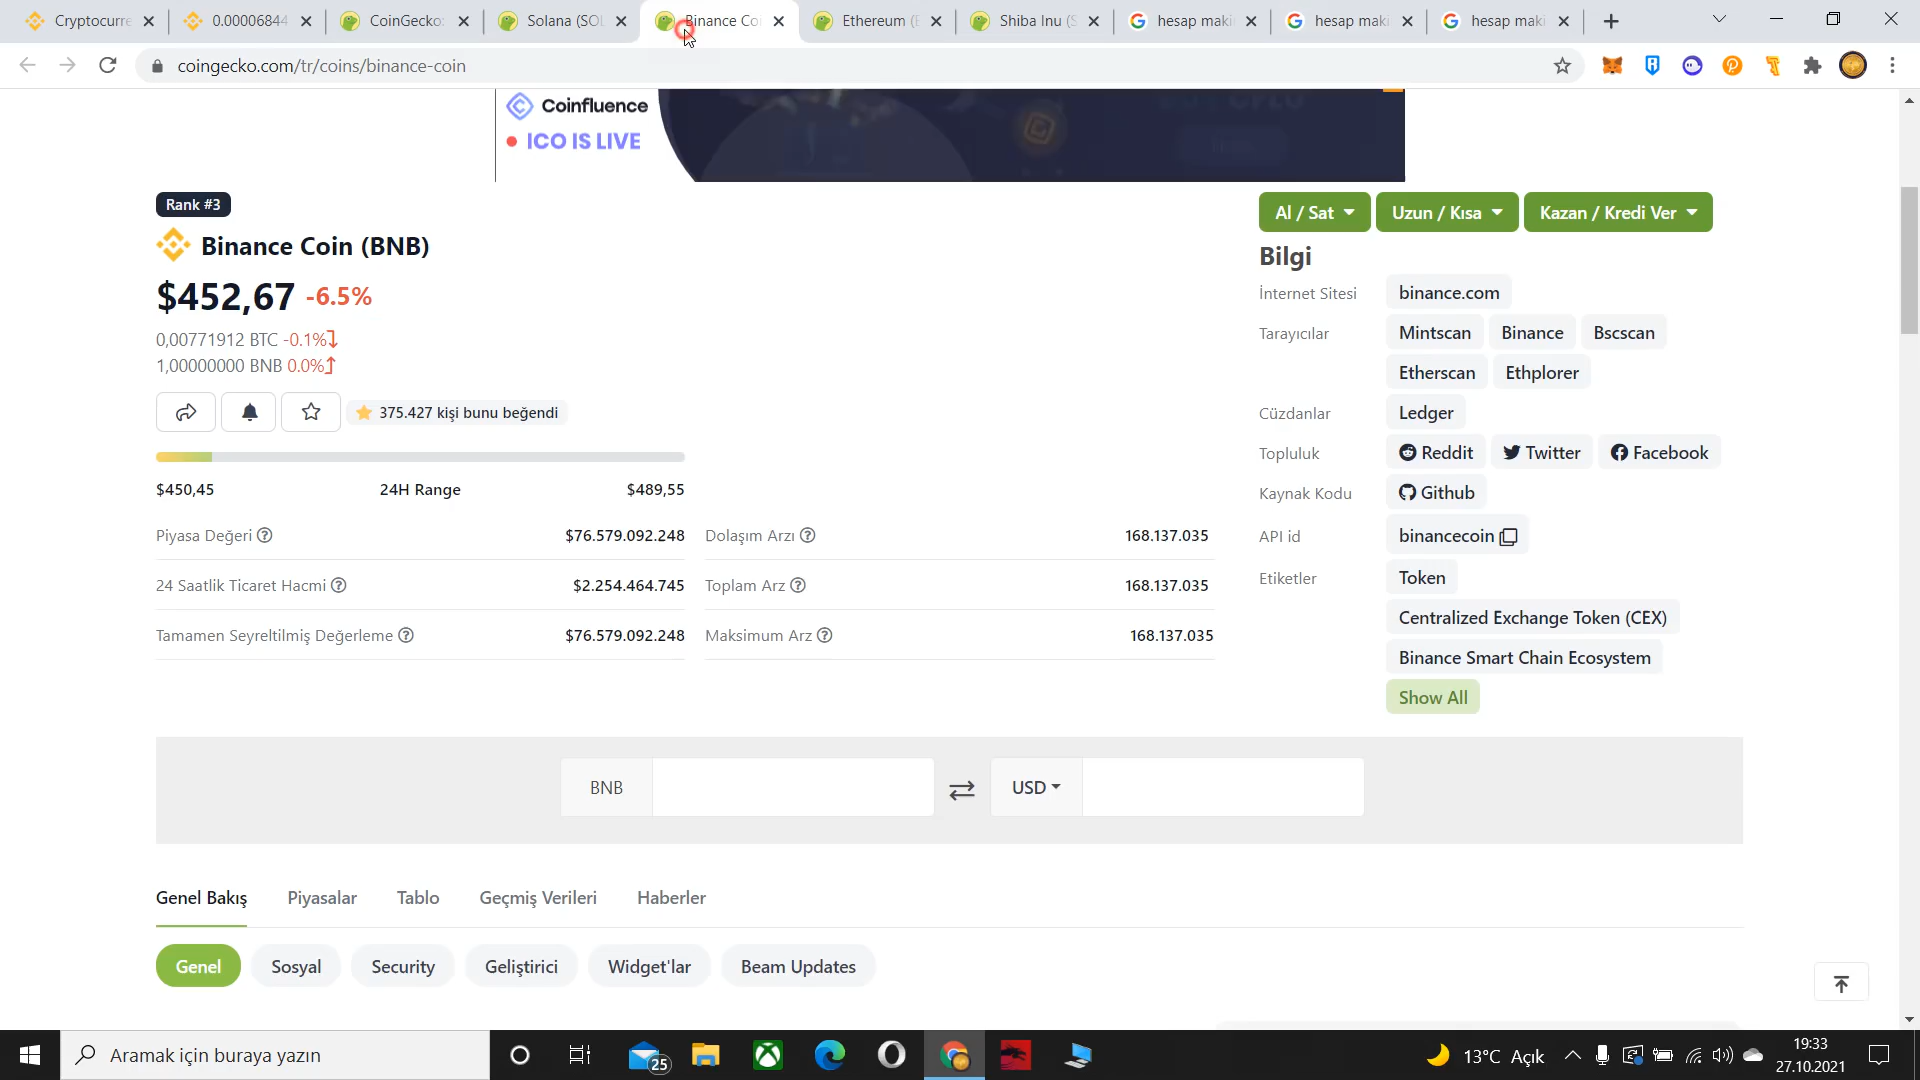 Cryptocurre
0.00006844
CoinGecko:
Solana (SOL
Binance Coi
Ethereum (E
Shiba Inu (S
hesap maki
hesap maki
hesap maki
coingecko.com/tr/coins/binance-coin
Coinfluence
ICO IS LIVE
Rank #3
Binance Coin (BNB)
$452,67 -6.5%
0,00771912 BTC -0.1%
1,00000000 BNB 0.0%
375.427 kişi bunu beğendi
$450,45 24H Range $489,55
Piyasa Değeri $76.579.092.248
24 Saatlik Ticaret Hacmi $2.254.464.745
Tamamen Seyreltilmiş Değerleme $76.579.092.248
Dolaşım Arzı 168.137.035
Toplam Arz 168.137.035
Maksimum Arz 168.137.035
Al / Sat Uzun / Kısa Kazan / Kredi Ver
Bilgi
İnternet Sitesi binance.com
Tarayıcılar Mintscan Binance Bscscan
Etherscan Ethplorer
Cüzdanlar Ledger
Topluluk Reddit Twitter Facebook
Kaynak Kodu Github
API id binancecoin
Etiketler Token
Centralized Exchange Token (CEX)
Binance Smart Chain Ecosystem
Show All
BNB USD
Genel Bakış Piyasalar Tablo Geçmiş Verileri Haberler
Genel Sosyal Security Geliştirici Widget'lar Beam Updates
Aramak için buraya yazın
25
13°C Açık
19:33
27.10.2021